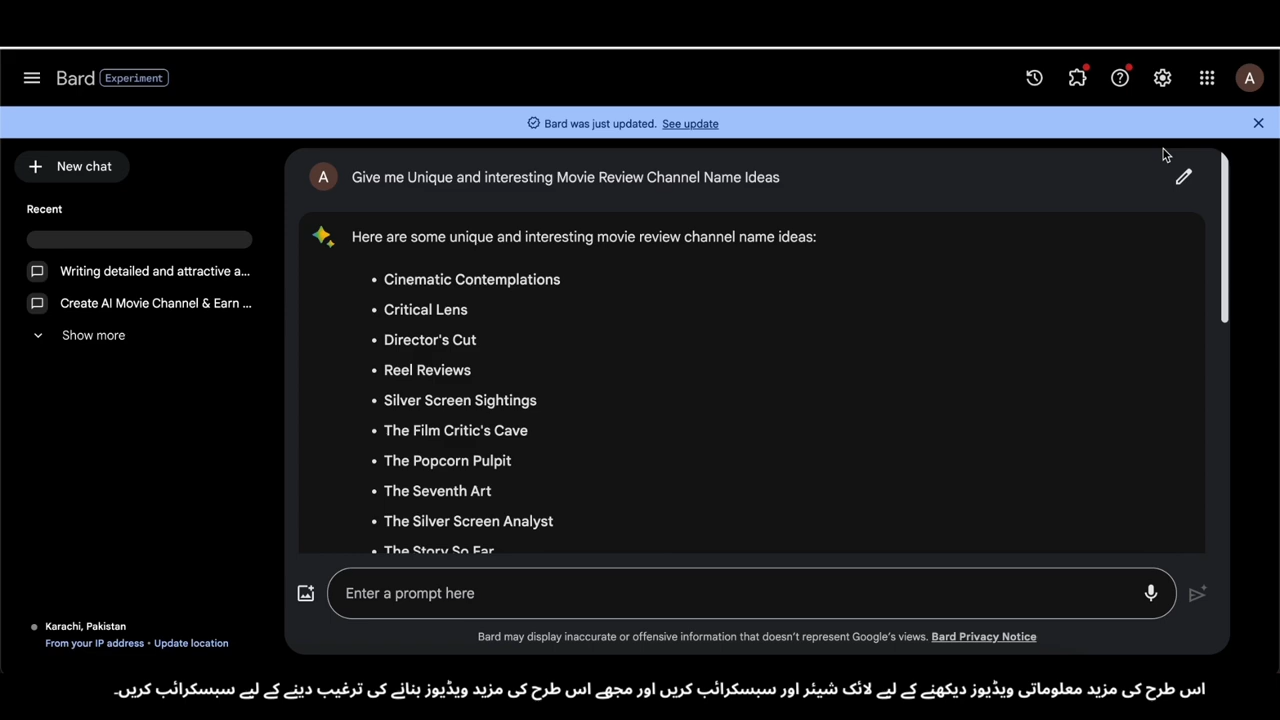 Bard Experiment
A
Bard was just updated. See update
New chat
Recent
Writing detailed and attractive a...
Create AI Movie Channel & Earn ...
Show more
A Give me Unique and interesting Movie Review Channel Name Ideas
Here are some unique and interesting movie review channel name ideas:
• Cinematic Contemplations
• Critical Lens
• Director's Cut
• Reel Reviews
• Silver Screen Sightings
• The Film Critic's Cave
• The Popcorn Pulpit
• The Seventh Art
• The Silver Screen Analyst
• The Story So Far
Enter a prompt here
Bard may display inaccurate or offensive information that doesn't represent Google's views. Bard Privacy Notice
Karachi, Pakistan
From your IP address • Update location
اس طرح کی مزید معلوماتی ویڈیوز دیکھنے کے لیے لائک شیئر اور سبسکرائب کریں اور مجھے اس طرح کی مزید ویڈیوز بنانے کی ترغیب دینے کے لیے سبسکرائب کریں۔